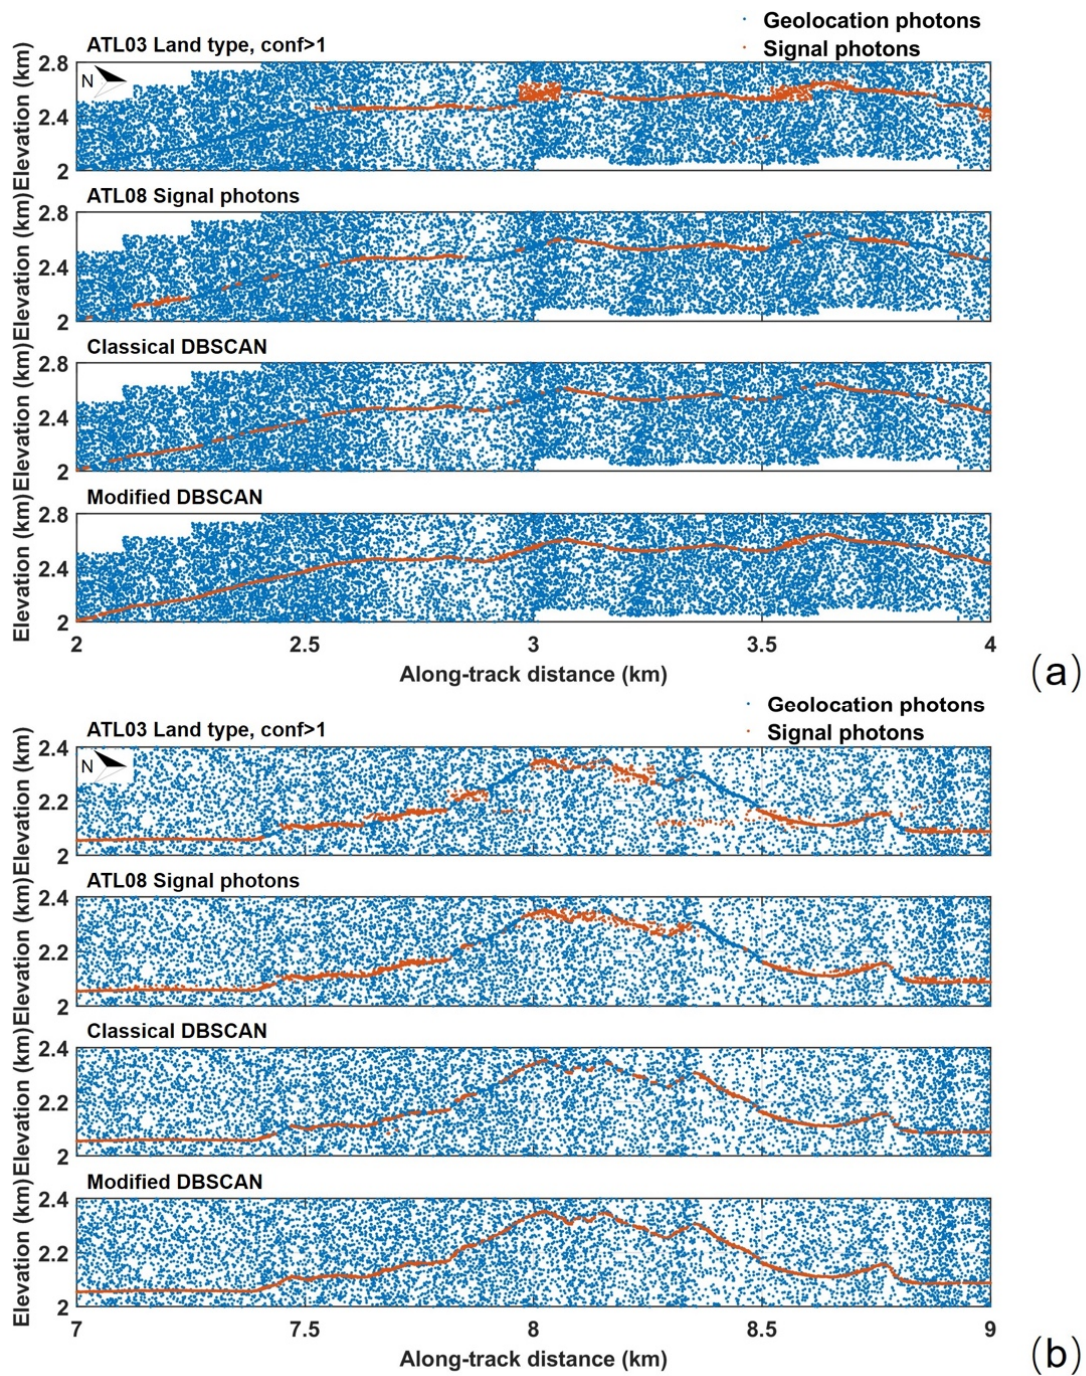 Geolocation photons
Signal photons
ATL03 Land type, conf>1
N
2.8
2.4
2
Elevation (km)
ATL08 Signal photons
2.8
2.4
2
Elevation (km)
Classical DBSCAN
2.8
2.4
2
Elevation (km)
Modified DBSCAN
2.8
2.4
2
Elevation (km)
2 2.5 3 3.5 4
Along-track distance (km)
(a)
Geolocation photons
Signal photons
ATL03 Land type, conf>1
N
2.4
2.2
2
Elevation (km)
ATL08 Signal photons
2.4
2.2
2
Elevation (km)
Classical DBSCAN
2.4
2.2
2
Elevation (km)
Modified DBSCAN
2.4
2.2
2
Elevation (km)
7 7.5 8 8.5 9
Along-track distance (km)
(b)